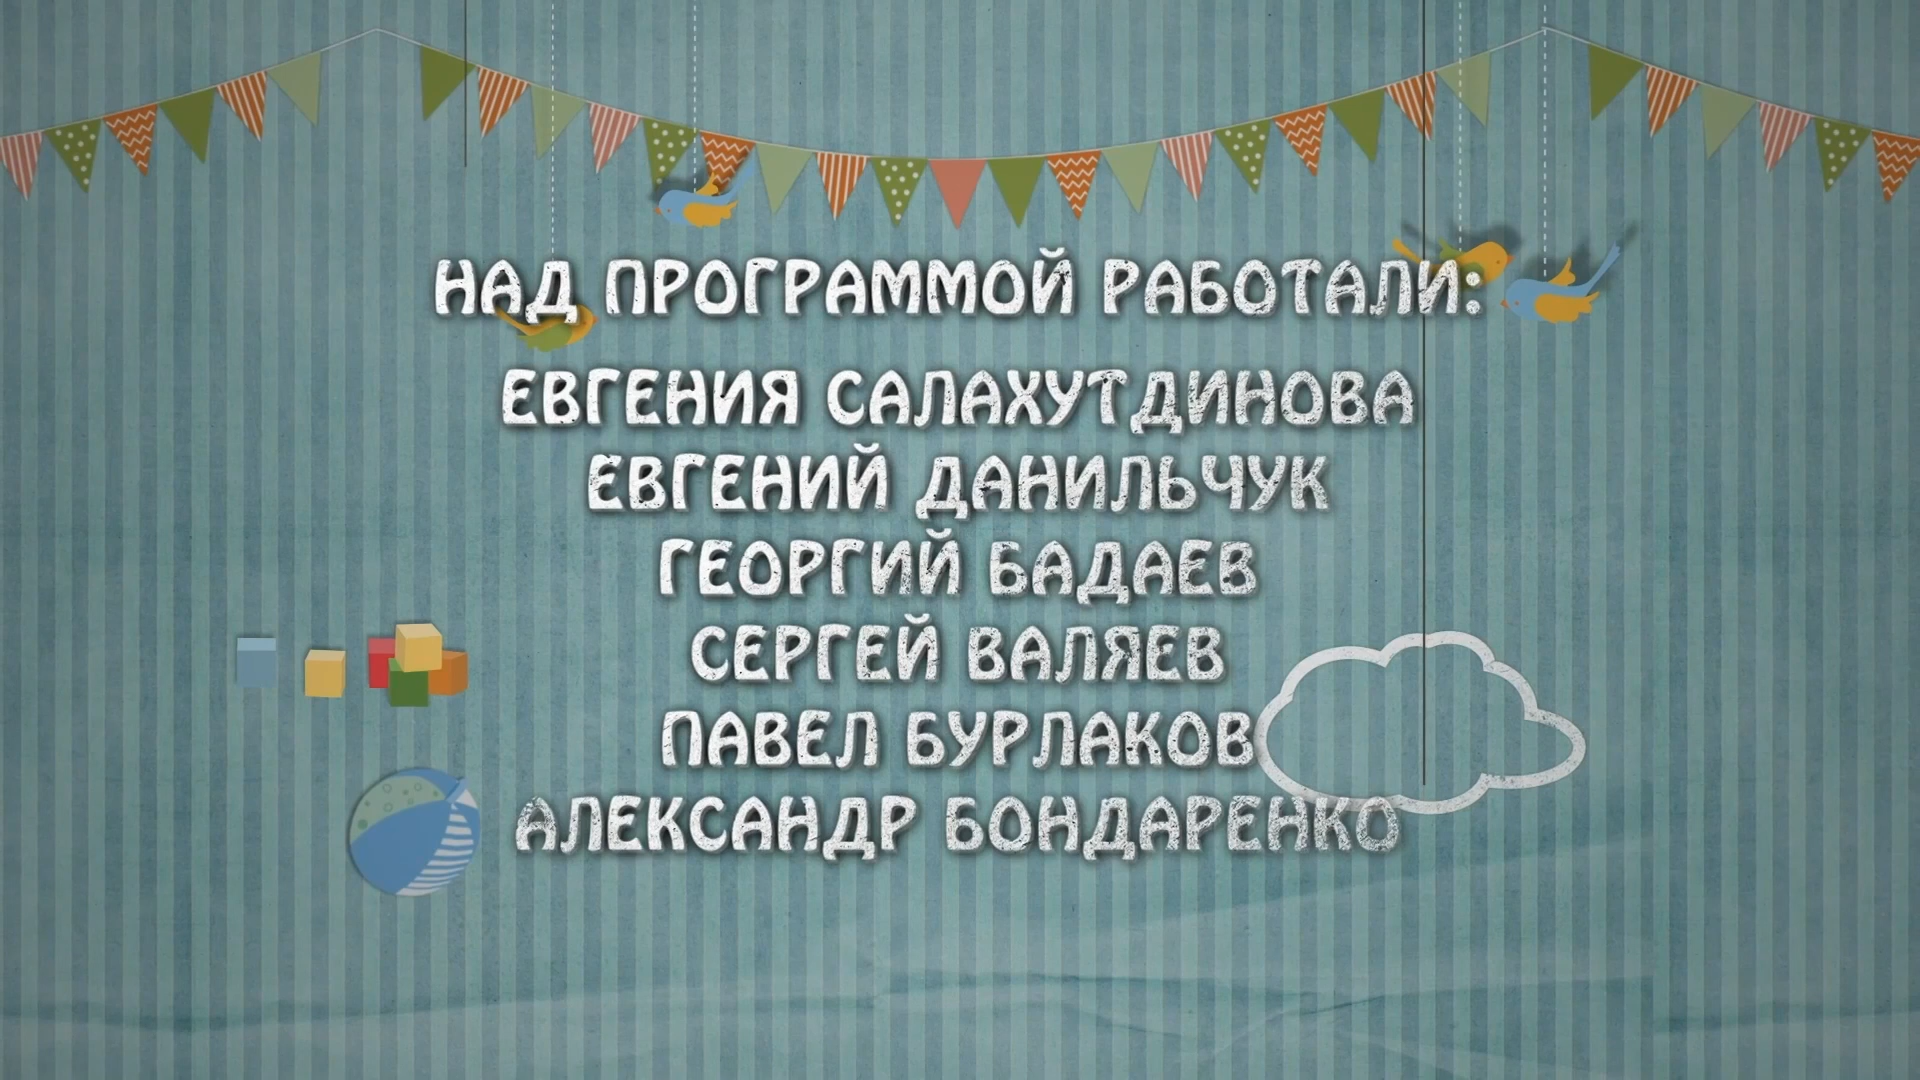 НАД ПРОГРАММОЙ РАБОТАЛИ:
ЕВГЕНИЯ САЛАХУТДИНОВА
ЕВГЕНИЙ ДАНИЛЬЧУК
ГЕОРГИЙ БАДАЕВ
СЕРГЕЙ ВАЛЯЕВ
ПАВЕЛ БУРЛАКОВ
АЛЕКСАНДР БОНДАРЕНКО